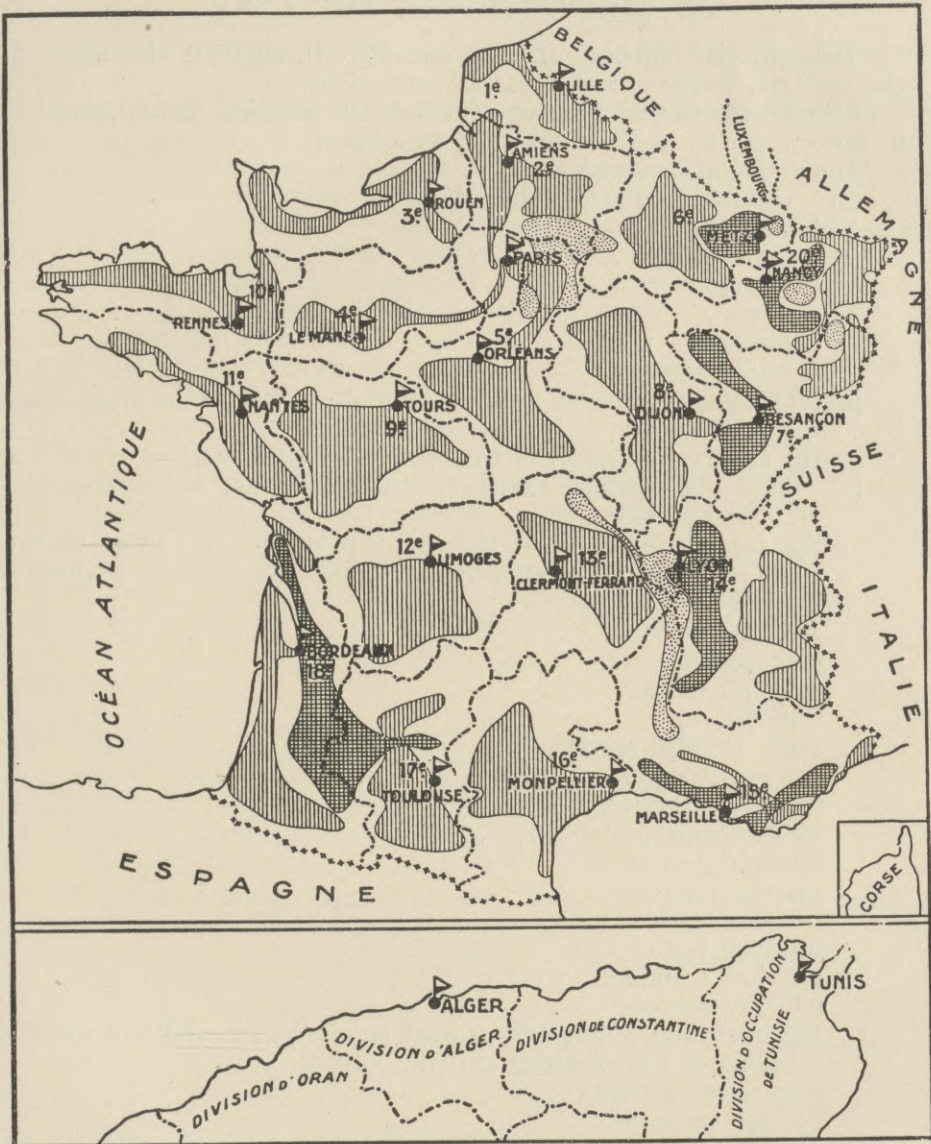 BELGIQUE
LILLE
1e.
LUXEMBOURG
ALLEMAGNE
AMIENS
2e.
ROUEN
3e.
6e
METZ
20e
NANCY
PARIS
10e
RENNES
4e
LE MANS
5e
ORLÉANS
11e
NANTES
TOURS
9e.
8e
DIJON
BESANÇON
7e
SUISSE
OCÉAN ATLANTIQUE
12e
LIMOGES
13e
CLERMONT-FERRAND
LYON
14e
ITALIE
BORDEAUX
18e
17e
TOULOUSE
16e
MONPELLIER
15e
MARSEILLE
ESPAGNE
CORSE
ALGER
TUNIS
DIVISION D'ORAN
DIVISION D'ALGER
DIVISION DE CONSTANTINE
DIVISION D'OCCUPATION
DE TUNISIE